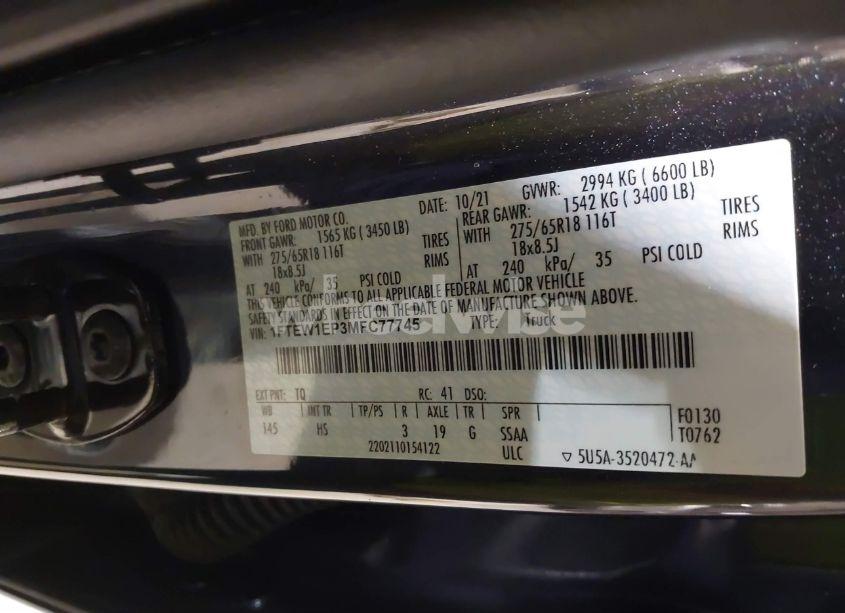 MFD. BY FORD MOTOR CO.
DATE: 10/21 GVWR: 2994 KG ( 6600 LB)
FRONT GAWR: 1565 KG (3450 LB)
REAR GAWR: 1542 KG ( 3400 LB)
WITH 275/65R18 116T TIRES
WITH 275/65R18 116T TIRES
18x8.5J RIMS
18x8.5J RIMS
AT 240 kPa/ 35 PSI COLD
AT 240 kPa/ 35 PSI COLD
THIS VEHICLE CONFORMS TO ALL APPLICABLE FEDERAL MOTOR VEHICLE
SAFETY STANDARDS IN EFFECT ON THE DATE OF MANUFACTURE SHOWN ABOVE.
VIN: 1FTEW1EP3MFC77745 TYPE: Truck
EXT PNT: TQ RC: 41 DSO:
WB INT TR TP/PS R AXLE TR SPR
145 HS 3 19 G SSAA
2202110154122 ULC
F0130
T0762
▽ 5U5A-3520472-AA